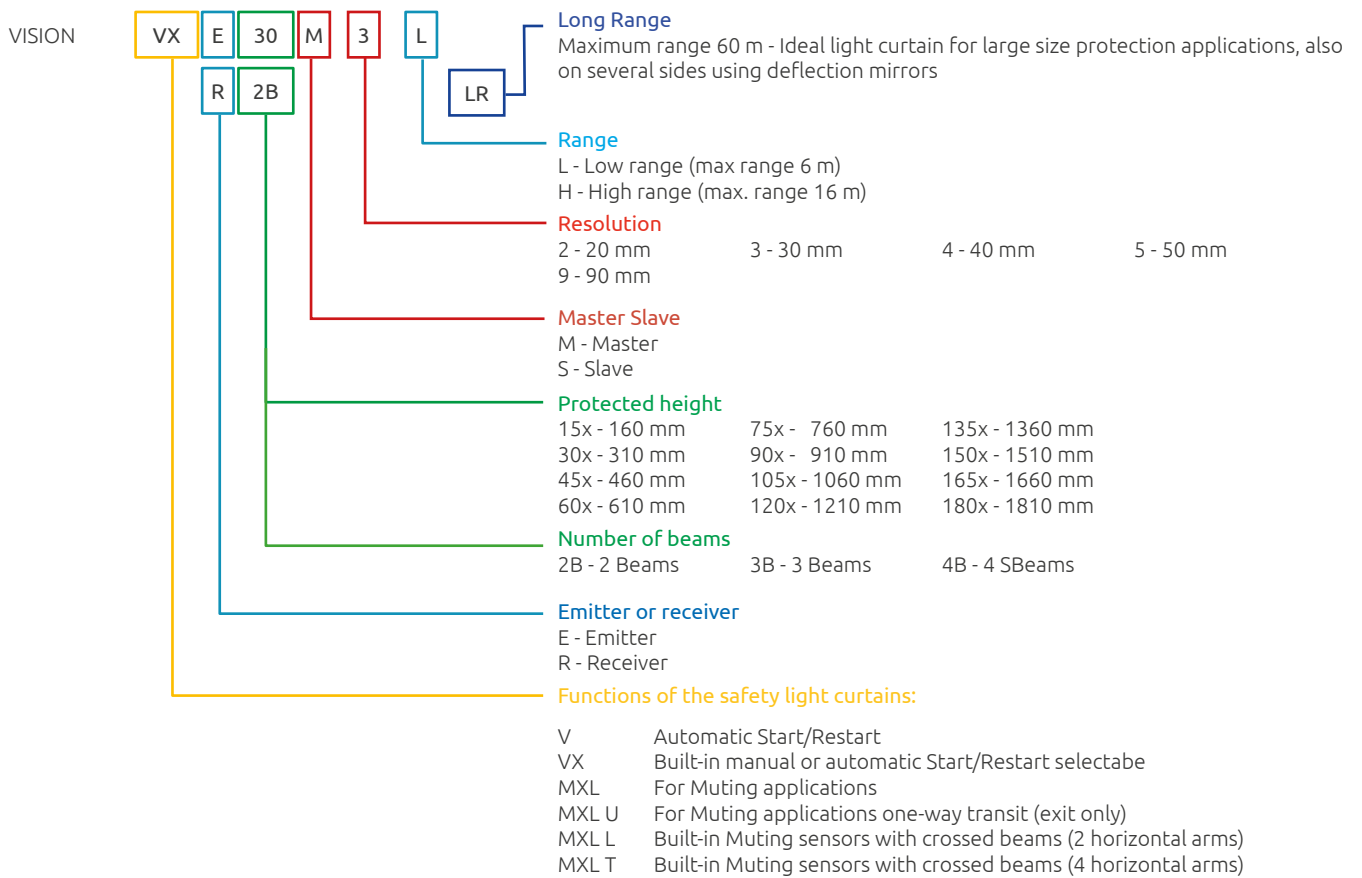 VISION VX E 30 M 3 L
R 2B LR
Long Range
Maximum range 60 m - Ideal light curtain for large size protection applications, also
on several sides using deflection mirrors
Range
L - Low range (max range 6 m)
H - High range (max. range 16 m)
Resolution
2 - 20 mm 3 - 30 mm 4 - 40 mm 5 - 50 mm
9 - 90 mm
Master Slave
M - Master
S - Slave
Protected height
15x - 160 mm 75x - 760 mm 135x - 1360 mm
30x - 310 mm 90x - 910 mm 150x - 1510 mm
45x - 460 mm 105x - 1060 mm 165x - 1660 mm
60x - 610 mm 120x - 1210 mm 180x - 1810 mm
Number of beams
2B - 2 Beams 3B - 3 Beams 4B - 4 SBeams
Emitter or receiver
E - Emitter
R - Receiver
Functions of the safety light curtains:
V Automatic Start/Restart
VX Built-in manual or automatic Start/Restart selectabe
MXL For Muting applications
MXL U For Muting applications one-way transit (exit only)
MXL L Built-in Muting sensors with crossed beams (2 horizontal arms)
MXL T Built-in Muting sensors with crossed beams (4 horizontal arms)